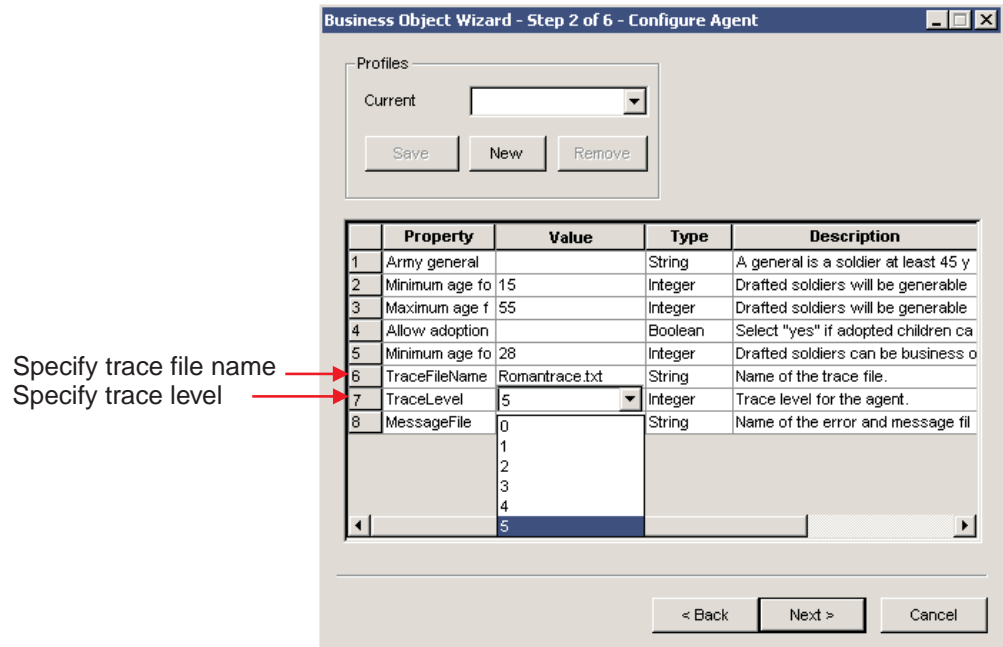 Business Object Wizard - Step 2 of 6 - Configure Agent
Profiles
Current
Save New Remove
Property Value Type Description
1 Army general String A general is a soldier at least 45 y
2 Minimum age fo 15 Integer Drafted soldiers will be generable
3 Maximum age f 55 Integer Drafted soldiers will be generable
4 Allow adoption Boolean Select "yes" if adopted children ca
5 Minimum age fo 28 Integer Drafted soldiers can be business o
Specify trace file name
6 TraceFileName Romantrace.txt String Name of the trace file.
Specify trace level
7 TraceLevel 5 Integer Trace level for the agent.
8 MessageFile String Name of the error and message fil
0
1
2
3
4
5
< Back Next > Cancel